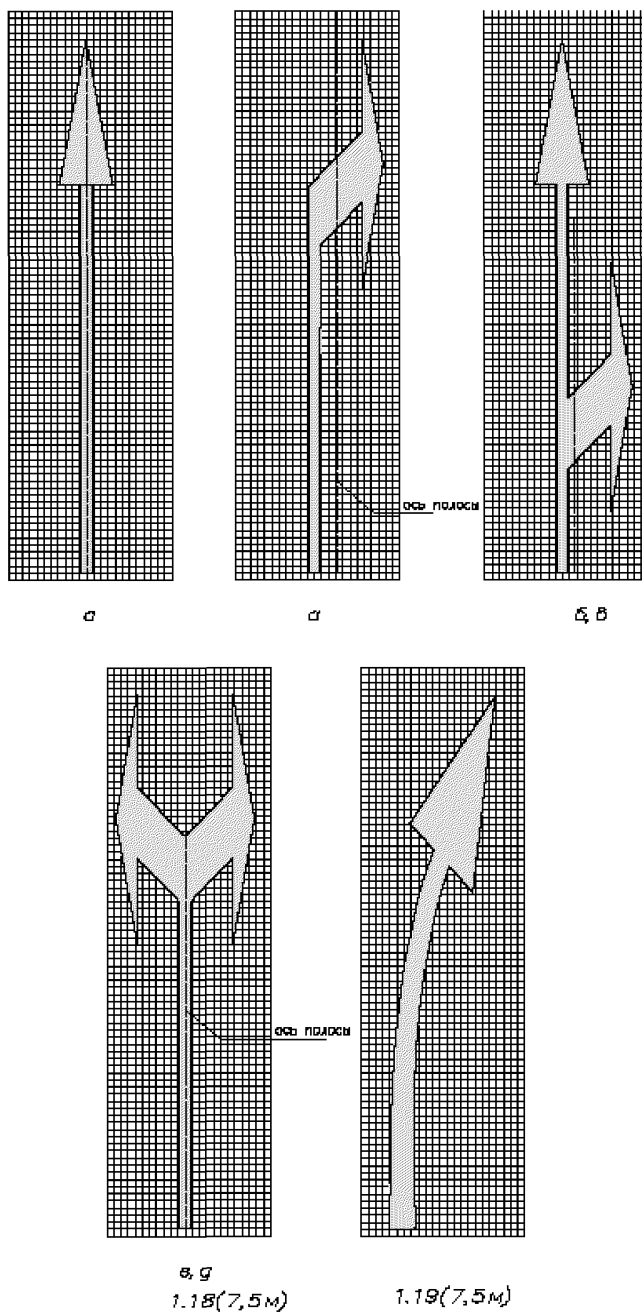 ось полосы
а
а
б, в
ось полосы
в, д
1.18(7,5м)
1.19(7,5м)